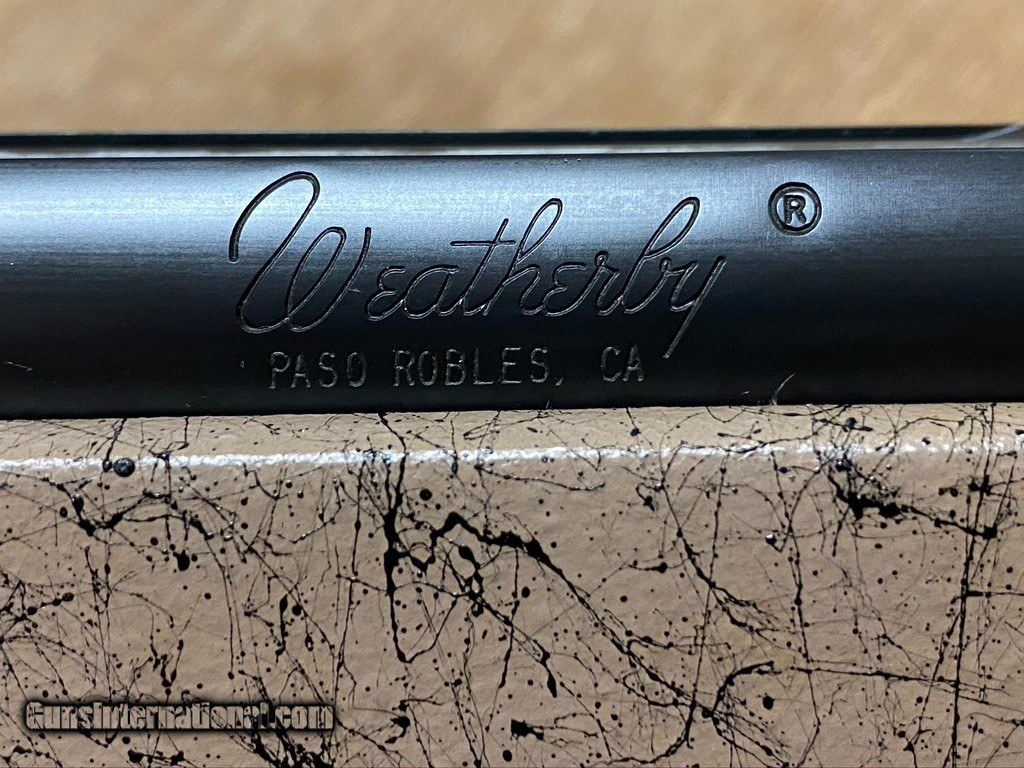 Weatherby ®
PASO ROBLES, CA
GunsInternational.com